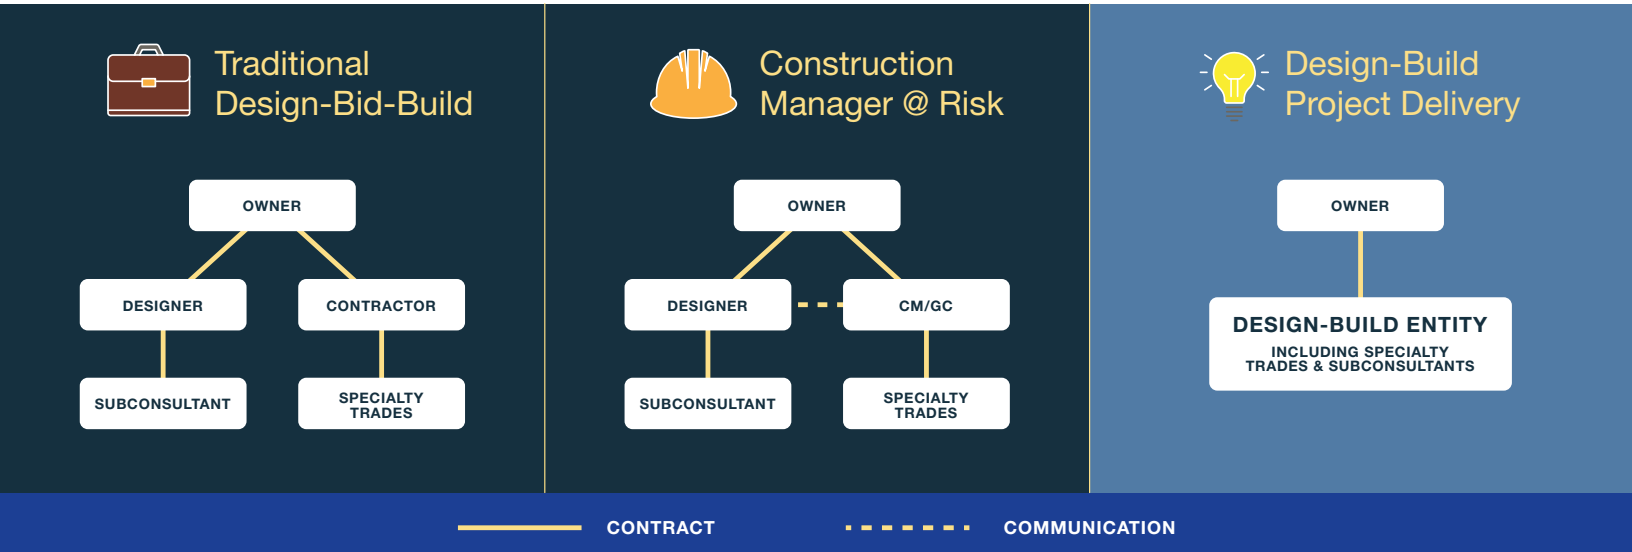 Traditional
Design-Bid-Build
OWNER
DESIGNER
CONTRACTOR
SUBCONSULTANT
SPECIALTY
TRADES
Construction
Manager @ Risk
OWNER
DESIGNER
CM/GC
SUBCONSULTANT
SPECIALTY
TRADES
Design-Build
Project Delivery
OWNER
DESIGN-BUILD ENTITY
INCLUDING SPECIALTY
TRADES & SUBCONSULTANTS
CONTRACT
COMMUNICATION